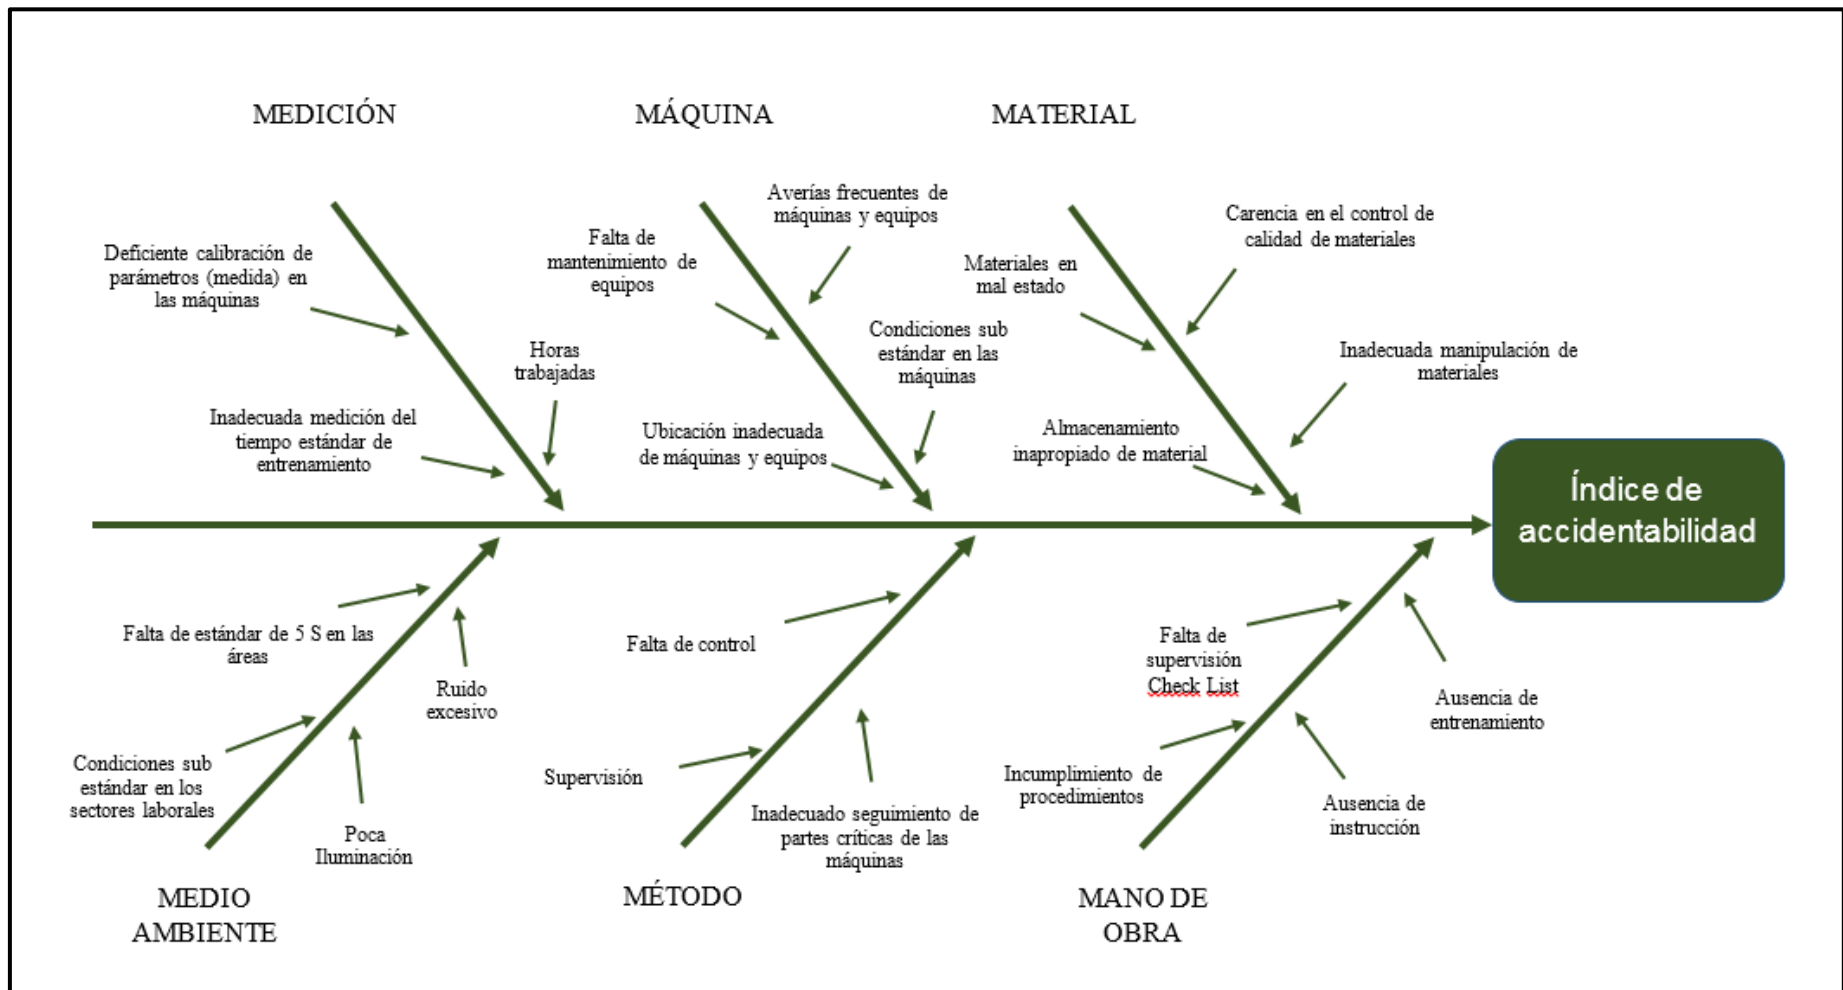 MEDICIÓN
MÁQUINA
MATERIAL
Deficiente calibración de
parámetros (medida) en
las máquinas
Horas
trabajadas
Inadecuada medición del
tiempo estándar de
entrenamiento
Averías frecuentes de
máquinas y equipos
Falta de
mantenimiento de
equipos
Condiciones sub
estándar en las
máquinas
Ubicación inadecuada
de máquinas y equipos
Carencia en el control de
calidad de materiales
Materiales en
mal estado
Inadecuada manipulación de
materiales
Almacenamiento
inapropiado de material
Índice de
accidentabilidad
Falta de estándar de 5 S en las
áreas
Ruido
excesivo
Condiciones sub
estándar en los
sectores laborales
Poca
Iluminación
Falta de control
Supervisión
Inadecuado seguimiento de
partes críticas de las
máquinas
Falta de
supervisión
Check List
Ausencia de
entrenamiento
Incumplimiento de
procedimientos
Ausencia de
instrucción
MEDIO
AMBIENTE
MÉTODO
MANO DE
OBRA